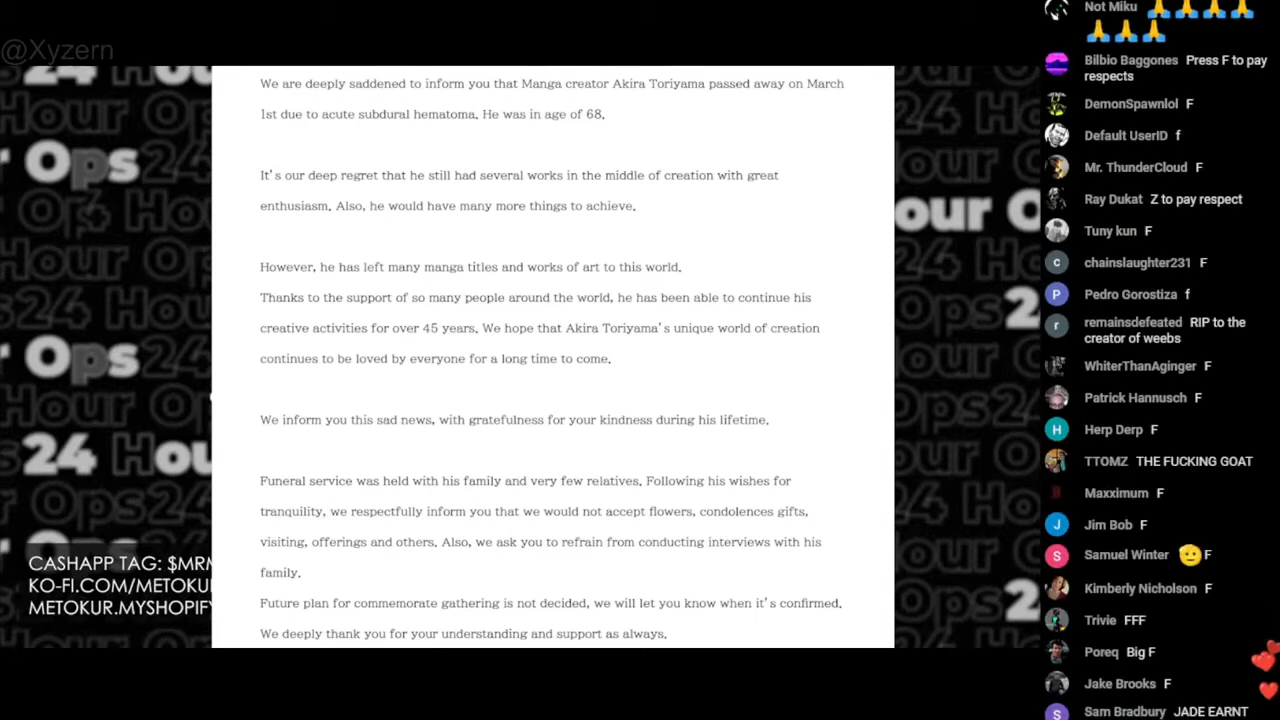 @Xyzern
We are deeply saddened to inform you that Manga creator Akira Toriyama passed away on March
1st due to acute subdural hematoma. He was in age of 68.
It's our deep regret that he still had several works in the middle of creation with great
enthusiasm. Also, he would have many more things to achieve.
However, he has left many manga titles and works of art to this world.
Thanks to the support of so many people around the world, he has been able to continue his
creative activities for over 45 years. We hope that Akira Toriyama's unique world of creation
continues to be loved by everyone for a long time to come.
We inform you this sad news, with gratefulness for your kindness during his lifetime.
Funeral service was held with his family and very few relatives. Following his wishes for
tranquility, we respectfully inform you that we would not accept flowers, condolences gifts,
visiting, offerings and others. Also, we ask you to refrain from conducting interviews with his
family.
Future plan for commemorate gathering is not decided, we will let you know when it's confirmed.
We deeply thank you for your understanding and support as always.
24 Hour
Hour Ops
Ops
24 Hou
CASHAPP TAG: $MRM
KO-FI.COM/METOKUR
METOKUR.MYSHOPIFY
Not Miku 🙏🙏🙏🙏
🙏🙏🙏
Bilbio Baggones Press F to pay
respects
DemonSpawnlol F
Default UserID f
Mr. ThunderCloud F
Ray Dukat Z to pay respect
Tuny kun F
chainslaughter231 F
Pedro Gorostiza f
remainsdefeated RIP to the
creator of weebs
WhiterThanAginger F
Patrick Hannusch F
Herp Derp F
TTOMZ THE FUCKING GOAT
Maxximum F
Jim Bob F
Samuel Winter 🫡F
Kimberly Nicholson F
Trivie FFF
Poreq Big F
Jake Brooks F
Sam Bradbury JADE EARNT